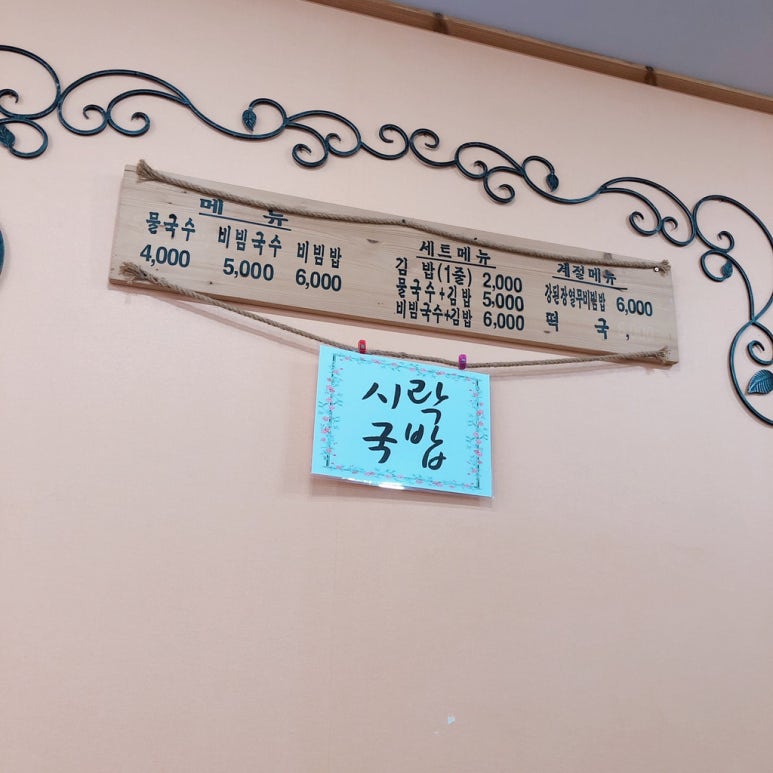 메 뉴
물국수 비빔국수 비빔밥
4,000 5,000 6,000
세트메뉴
김 밥(1줄) 2,000
물국수+김밥 5,000
비빔국수+김밥 6,000
계절메뉴
강된장열무비빔밥 6,000
떡 국
시락
국밥